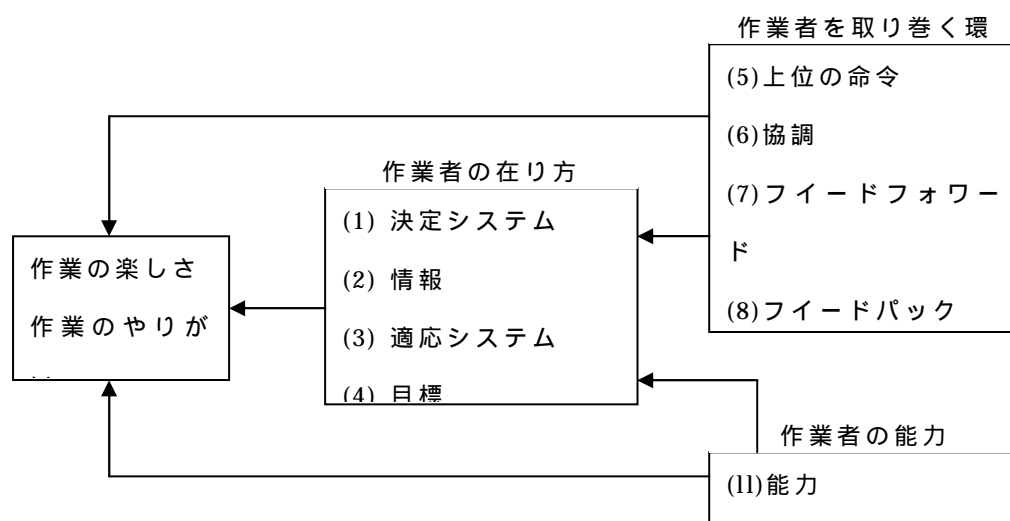 作業者を取り巻く環
(5)上位の命令
(6)協調
(7)フイードフォワー
ド
(8)フイードパック
作業者の在り方
(1) 決定システム
(2) 情報
(3) 適応システム
(4) 目標
作業の楽しさ
作業のやりが
作業者の能力
(11)能力